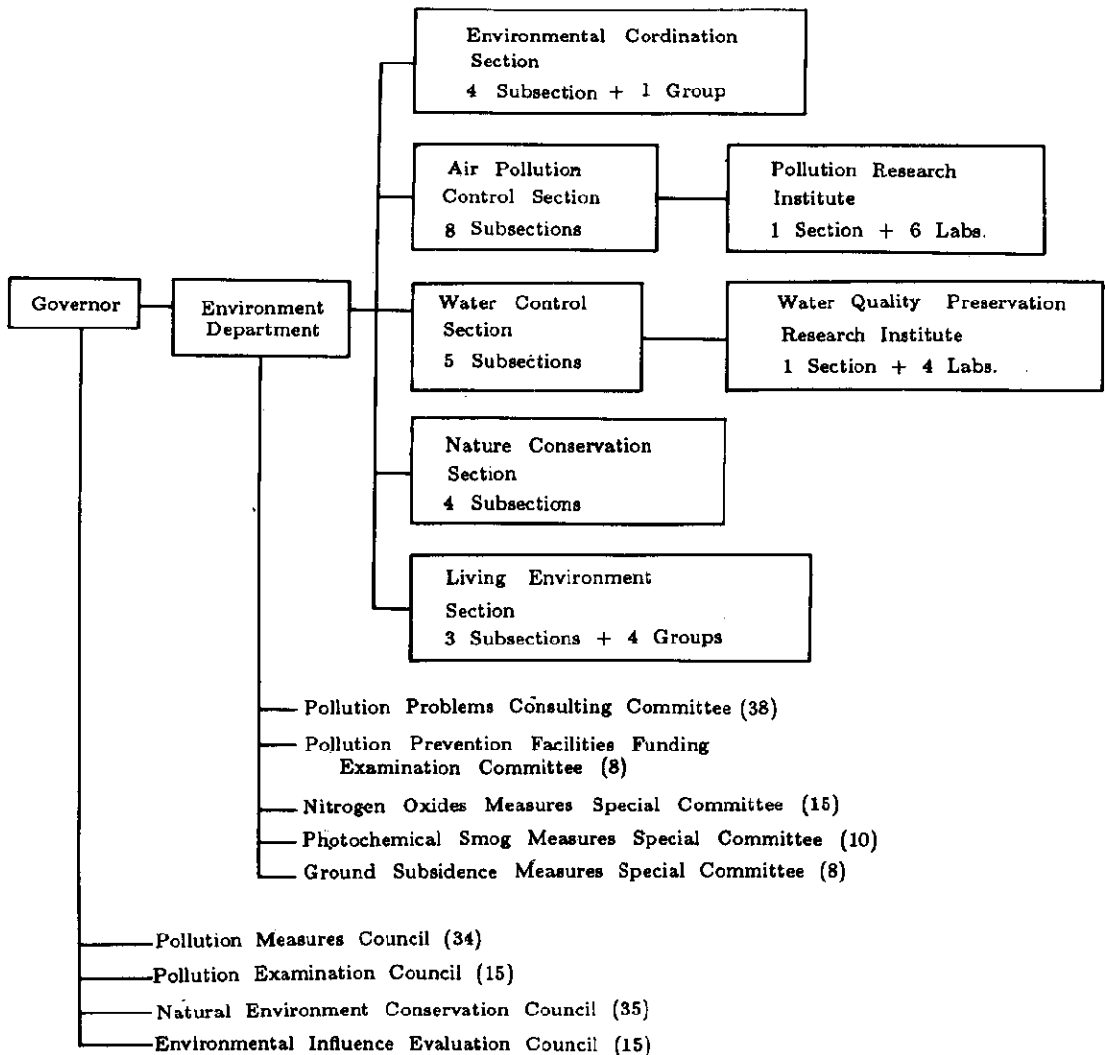 Environmental Cordination
Section
4 Subsection + 1 Group
Air Pollution
Control Section
8 Subsections
Pollution Research
Institute
1 Section + 6 Labs.
Governor
Environment
Department
Water Control
Section
5 Subsections
Water Quality Preservation
Research Institute
1 Section + 4 Labs.
Nature Conservation
Section
4 Subsections
Living Environment
Section
3 Subsections + 4 Groups
Pollution Problems Consulting Committee (38)
Pollution Prevention Facilities Funding
Examination Committee (8)
Nitrogen Oxides Measures Special Committee (15)
Photochemical Smog Measures Special Committee (10)
Ground Subsidence Measures Special Committee (8)
Pollution Measures Council (34)
Pollution Examination Council (15)
Natural Environment Conservation Council (35)
Environmental Influence Evaluation Council (15)